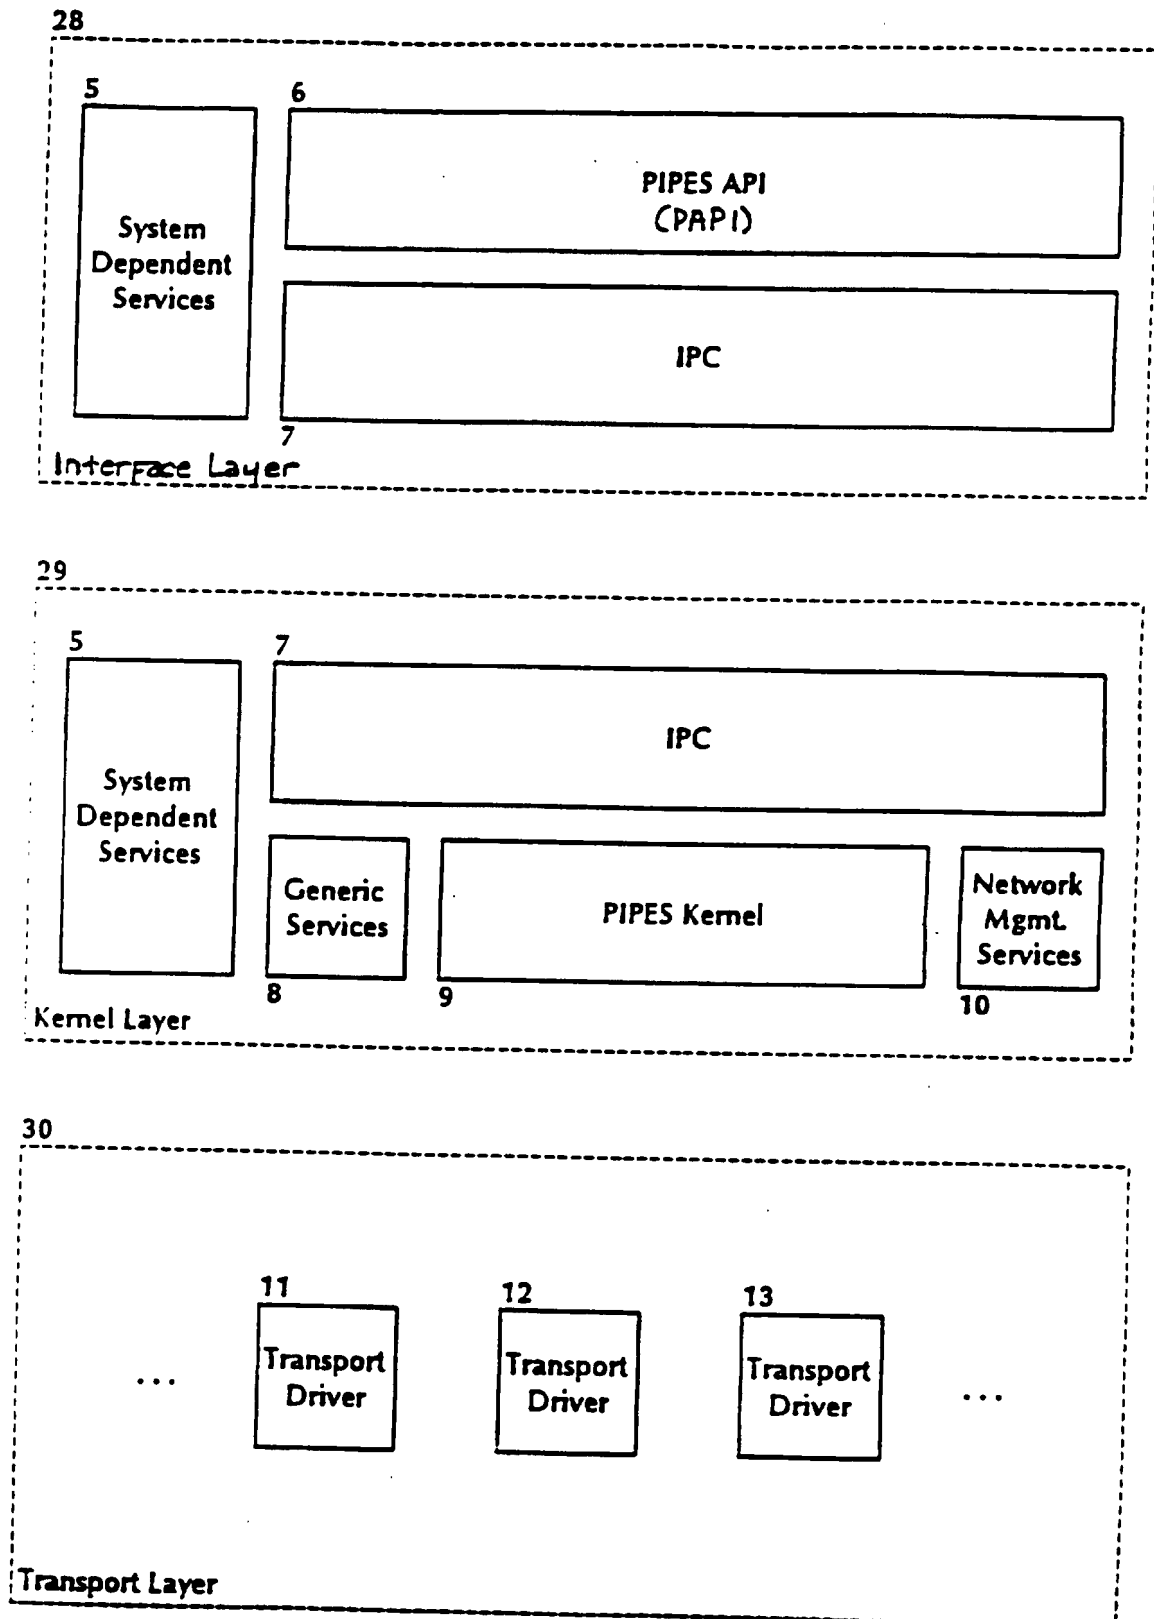 28
5
6
System
Dependent
Services
PIPES API
(PAPI)
IPC
7
Interface Layer
29
5
7
System
Dependent
Services
IPC
Generic
Services
PIPES Kernel
Network
Mgmt.
Services
8
9
10
Kernel Layer
30
11
12
13
...
Transport
Driver
Transport
Driver
Transport
Driver
...
Transport Layer